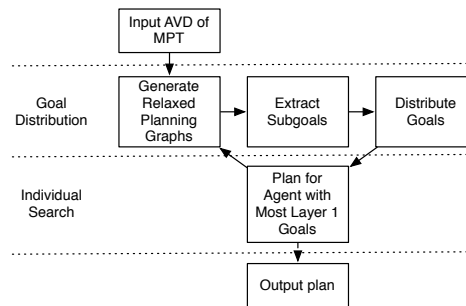 Input AVD of
MPT
Goal
Distribution
Generate
Relaxed
Planning
Graphs
Extract
Subgoals
Distribute
Goals
Individual
Search
Plan for
Agent with
Most Layer 1
Goals
Output plan